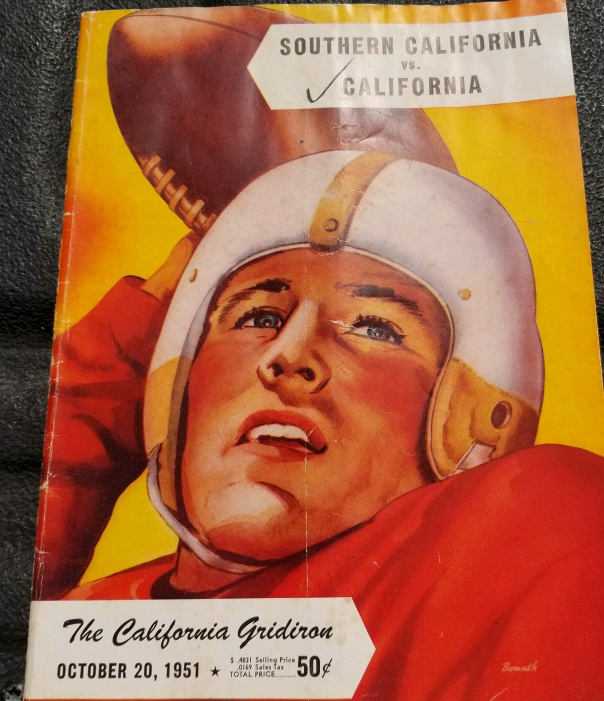 SOUTHERN CALIFORNIA
VS.
CALIFORNIA
The California Gridiron
OCTOBER 20, 1951 ★
$ .4831 Selling Price
.0169 Sales Tax
TOTAL PRICE.......... 50¢
Bomath